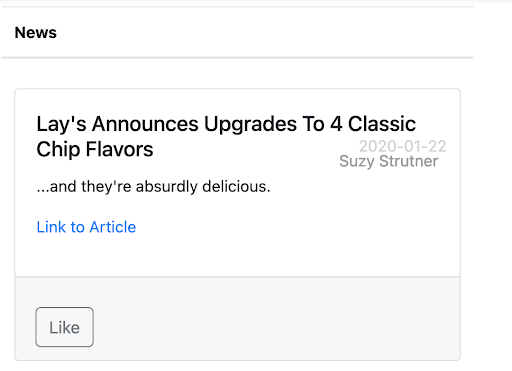 News
Lay's Announces Upgrades To 4 Classic
Chip Flavors
2020-01-22
Suzy Strutner
...and they're absurdly delicious.
Link to Article
Like